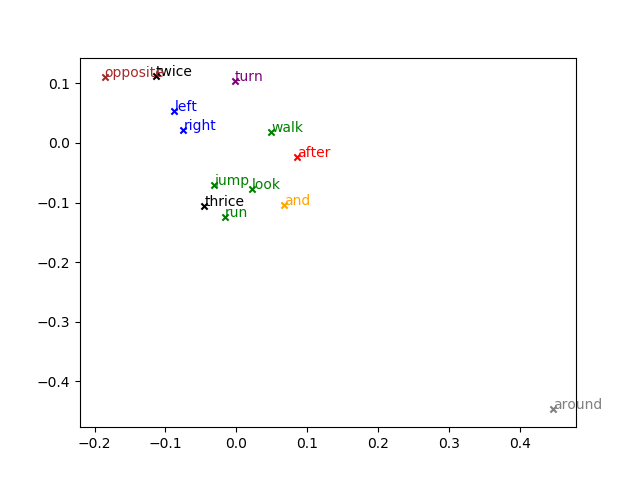 opposite twice
turn
0.1
left
right
walk
0.0
after
jump
look
−0.1
thrice
and
run
−0.2
−0.3
−0.4
around
−0.2 −0.1 0.0 0.1 0.2 0.3 0.4